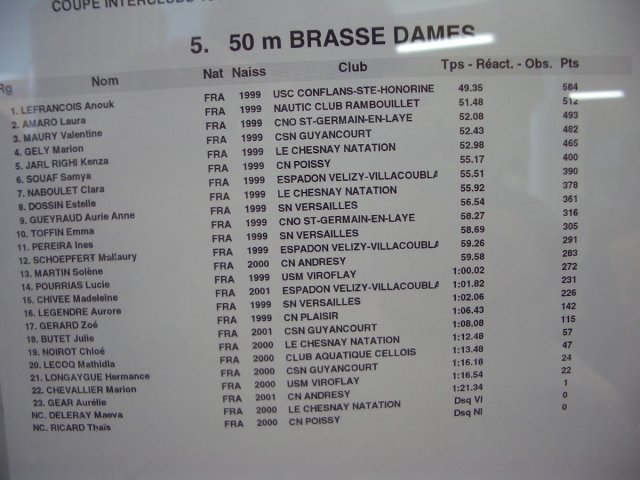 COUPE INTERCLUBS
5. 50 m BRASSE DAMES
Rg Nom Nat Naiss Club Tps - Réact. - Obs. Pts
1. LEFRANCOIS Anouk FRA 1999 USC CONFLANS-STE-HONORINE 49.35 584
2. AMARO Laura FRA 1999 NAUTIC CLUB RAMBOUILLET 51.48 512
3. MAURY Valentine FRA 1999 CNO ST-GERMAIN-EN-LAYE 52.08 493
4. GELY Marion FRA 1999 CSN GUYANCOURT 52.43 482
5. JARL RIGHI Kenza FRA 1999 LE CHESNAY NATATION 52.98 465
6. SOUAF Samya FRA 1999 CN POISSY 55.17 400
7. NABOULET Clara FRA 1999 ESPADON VELIZY-VILLACOUBLA 55.51 390
8. DOSSIN Estelle FRA 1999 LE CHESNAY NATATION 55.92 378
9. GUEYRAUD Aurie Anne FRA 1999 SN VERSAILLES 56.54 361
10. TOFFIN Emma FRA 1999 CNO ST-GERMAIN-EN-LAYE 58.27 316
11. PEREIRA Ines FRA 1999 SN VERSAILLES 58.69 305
12. SCHOEPFERT Mallaury FRA 1999 ESPADON VELIZY-VILLACOUBLA 59.26 291
13. MARTIN Solène FRA 2000 CN ANDRESY 59.58 283
14. POURRIAS Lucie FRA 1999 USM VIROFLAY 1:00.02 272
15. CHIVEE Madeleine FRA 2001 ESPADON VELIZY-VILLACOUBLA 1:01.82 231
16. LEGENDRE Aurore FRA 1999 SN VERSAILLES 1:02.06 226
17. GERARD Zoé FRA 1999 CN PLAISIR 1:06.43 142
18. BUTET Julie FRA 2001 CSN GUYANCOURT 1:08.08 115
19. NOIROT Chloé FRA 2000 LE CHESNAY NATATION 1:12.48 57
20. LECOQ Mathidla FRA 2000 CLUB AQUATIQUE CELLOIS 1:13.48 47
21. LONGAYGUE Hermance FRA 2000 CSN GUYANCOURT 1:16.18 24
22. CHEVALLIER Marion FRA 2000 USM VIROFLAY 1:16.54 22
23. GEAR Aurélie FRA 2001 CN ANDRESY 1:21.34 1
NC. DELERAY Maeva FRA 2000 LE CHESNAY NATATION Dsq VI 0
NC. RICARD Thaïs FRA 2000 CN POISSY Dsq NI 0